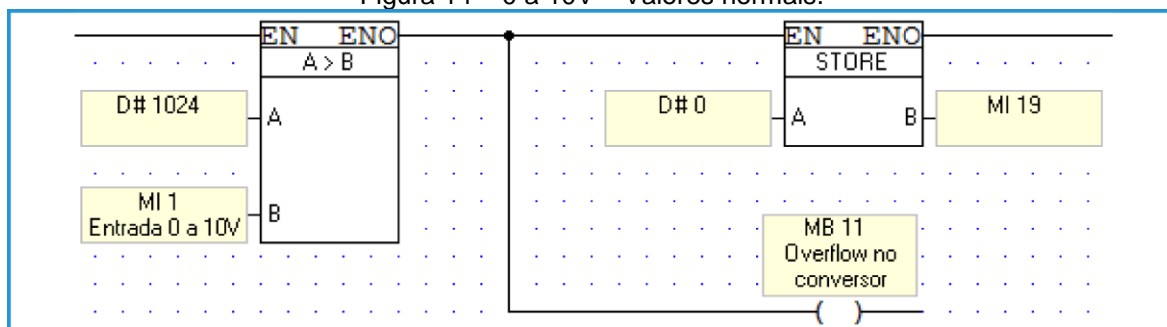 EN ENO
A > B
D# 1024
A
MI 1
Entrada 0 a 10V
B
EN ENO
STORE
D# 0
A B
MI 19
MB 11
Overflow no
conversor
( )